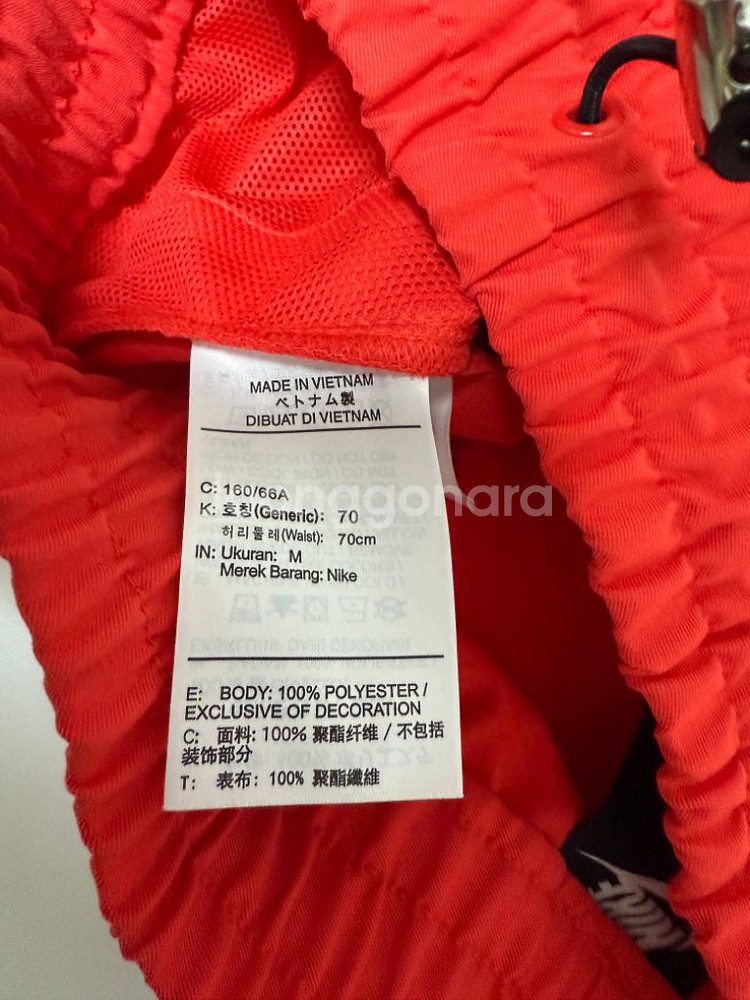 MADE IN VIETNAM
ベトナム製
DIBUAT DI VIETNAM
C: 160/66A
K: 호칭(Generic): 70
허리둘레(Waist): 70cm
IN: Ukuran: M
Merek Barang: Nike
E: BODY: 100% POLYESTER /
EXCLUSIVE OF DECORATION
C: 面料: 100% 聚酯纤维 / 不包括
装饰部分
T: 表布: 100% 聚酯纖維
NIKE